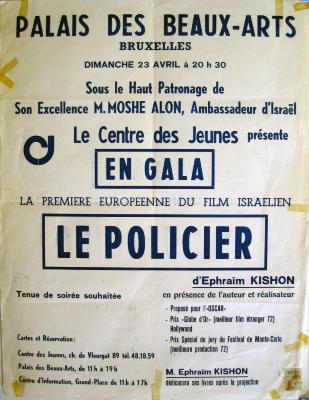 PALAIS DES BEAUX-ARTS
BRUXELLES
DIMANCHE 23 AVRIL à 20 h 30
Sous le Haut Patronage de
Son Excellence M. MOSHE ALON, Ambassadeur d'Israël
Le Centre des Jeunes présente
EN GALA
LA PREMIERE EUROPEENNE DU FILM ISRAELIEN
LE POLICIER
d'Ephraïm KISHON
Tenue de soirée souhaitée
en présence de l'auteur et réalisateur
- Proposé pour l'«OSCAR»
- Prix «Globe d'Or» (meilleur film étranger 72)
Hollywood
- Prix Spécial du jury du Festival de Monte-Carlo
(meilleure production 72)
Cartes et Réservation :
Centre des Jeunes, ch de Vleurgat 89 tél. 48.18.59
Palais des Beaux-Arts, de 11 h à 19 h
Centre d'Information, Grand-Place de 11 h à 17 h
M. Ephraïm KISHON
dédicacera ses livres après la projection